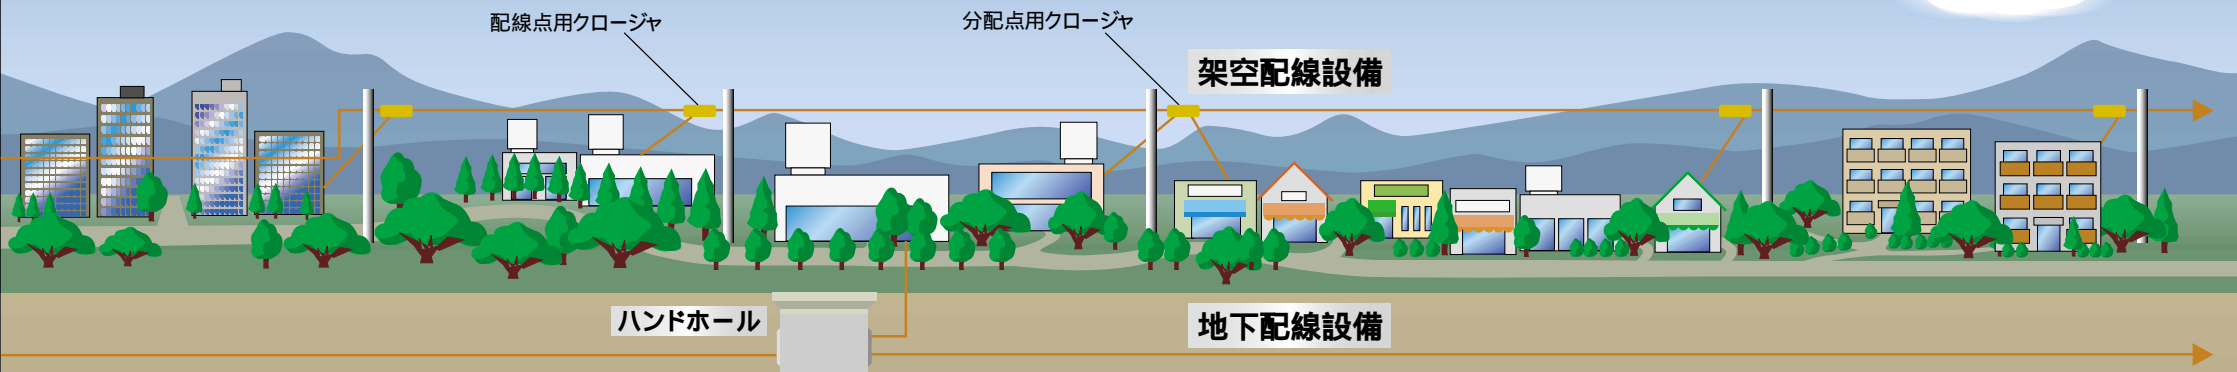 配線点用クロージャ
分配点用クロージャ
架空配線設備
ハンドホール
地下配線設備